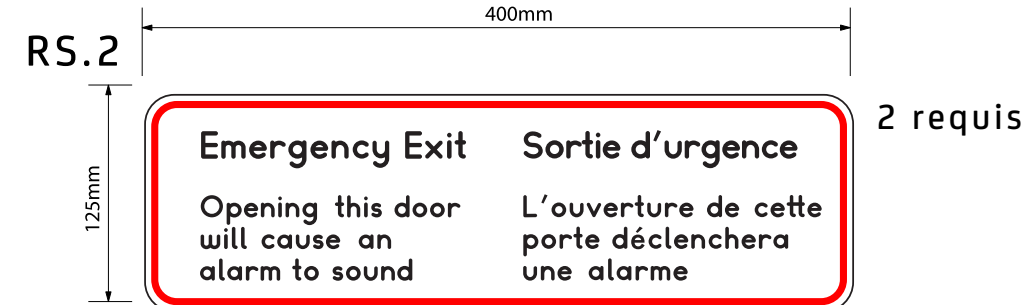 400mm
RS.2
2 requis
125mm
Emergency Exit
Opening this door
will cause an
alarm to sound
Sortie d'urgence
L'ouverture de cette
porte déclenchera
une alarme